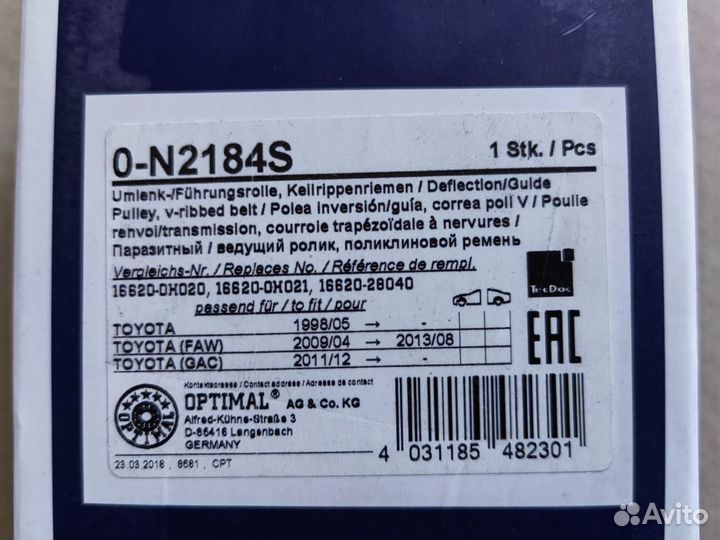 0-N2184S 1 Stk. / Pcs
Umlenk-/Führungsrolle, Keilrippenriemen / Deflection/Guide
Pulley, v-ribbed belt / Polea inversión/guía, correa poli V / Poulie
renvoi/transmission, courroie trapézoïdale à nervures /
Паразитный / ведущий ролик, поликлиновой ремень
Vergleichs-Nr. / Replaces No. / Référence de rempl.
16620-0H020, 16620-0H021, 16620-28040
passend für / to fit / pour
TecDoc
TOYOTA 1998/05 → -
TOYOTA (FAW) 2009/04 → 2013/08
TOYOTA (GAC) 2011/12 → -
EAC
Kontaktadresse / Contact address / Adresse de contact
OPTIMAL® AG & Co. KG
Alfred-Kühne-Straße 3
D-86416 Langenbach
GERMANY
OPTIMAL
23.03.2018 , 8681 , CPT
4 031185 482301
Avito